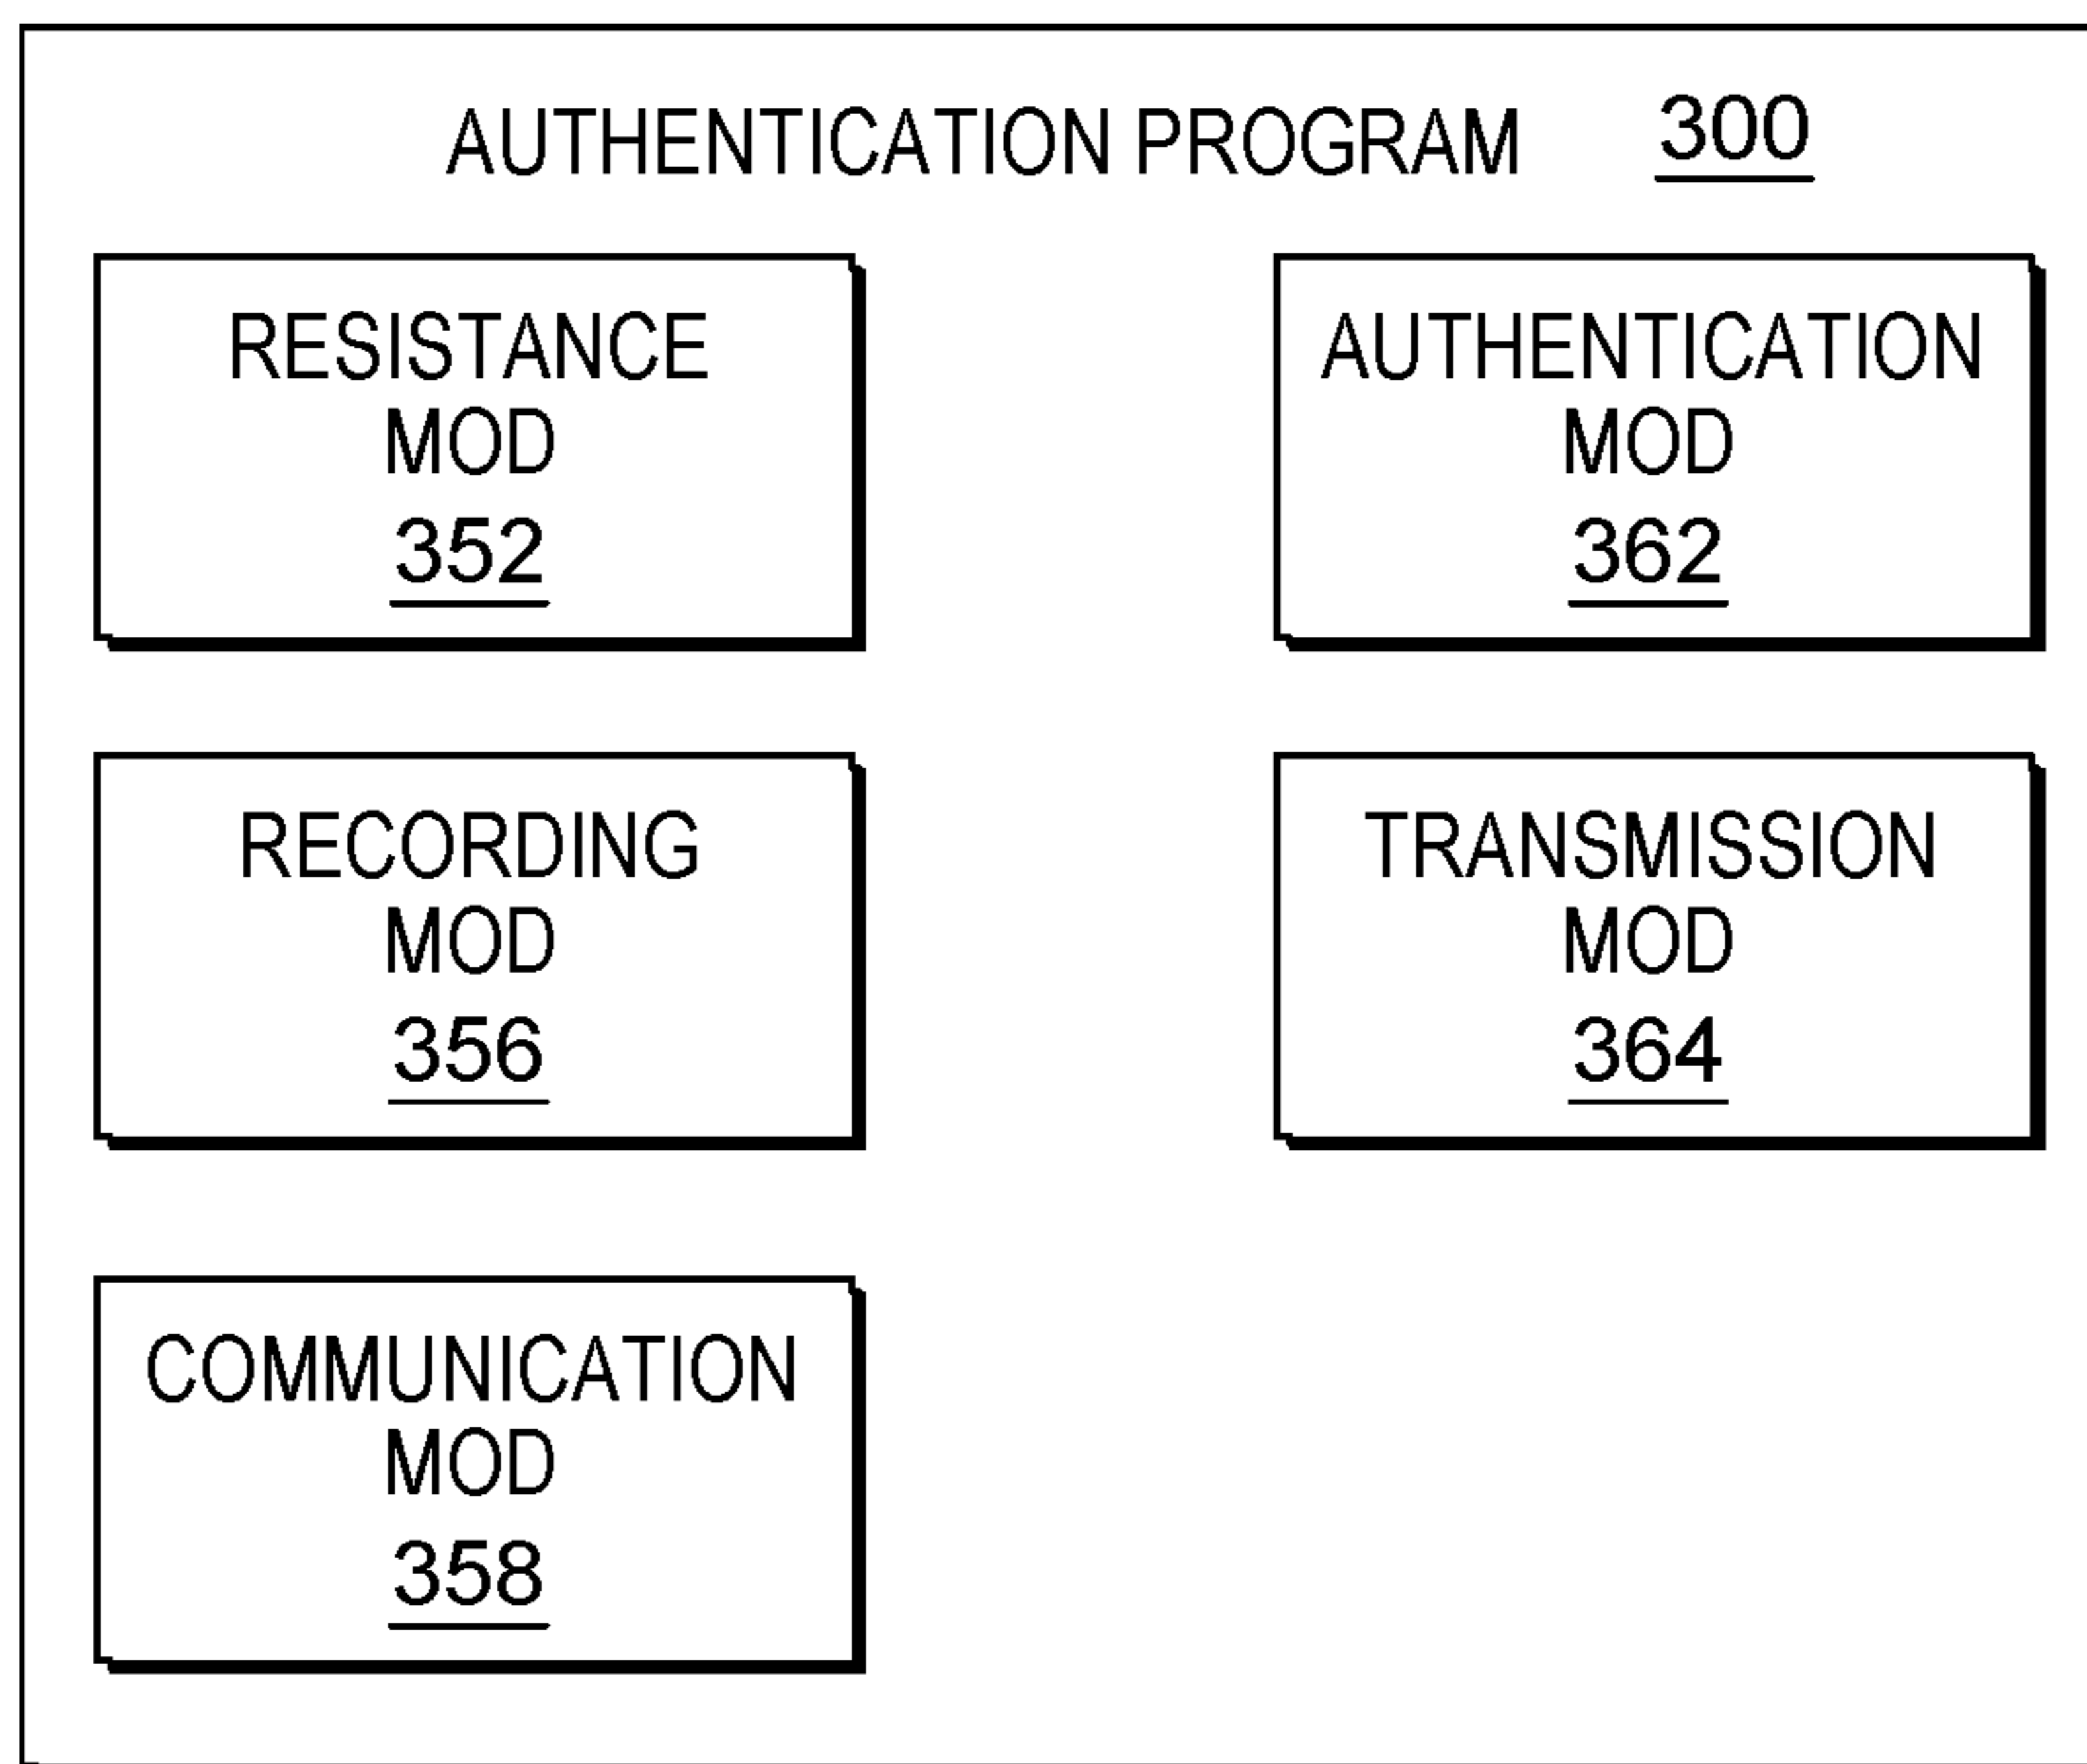 AUTHENTICATION PROGRAM 300
RESISTANCE
MOD
352
AUTHENTICATION
MOD
362
RECORDING
MOD
356
TRANSMISSION
MOD
364
COMMUNICATION
MOD
358